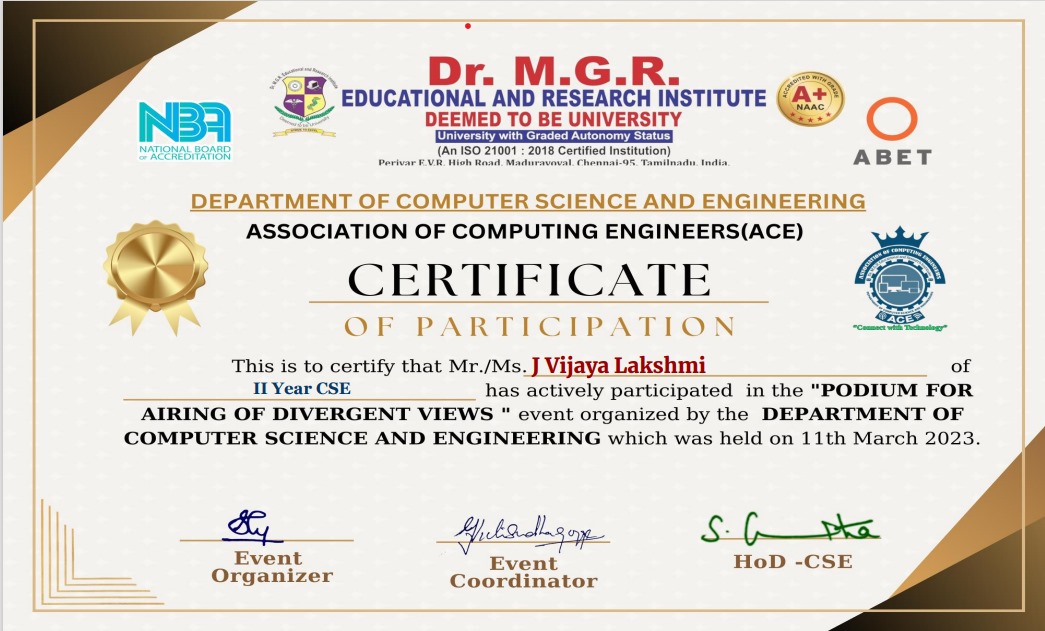 Dr. M.G.R.
EDUCATIONAL AND RESEARCH INSTITUTE
DEEMED TO BE UNIVERSITY
University with Graded Autonomy Status
(An ISO 21001 : 2018 Certified Institution)
Periyar E.V.R. High Road, Maduravoyal, Chennai-95, Tamilnadu, India.
NBA
NATIONAL BOARD
OF ACCREDITATION
ACCREDITED WITH GRADE
A+
NAAC
ABET
DEPARTMENT OF COMPUTER SCIENCE AND ENGINEERING
ASSOCIATION OF COMPUTING ENGINEERS(ACE)
CERTIFICATE
OF PARTICIPATION
ASSOCIATION OF COMPUTING ENGINEERS
ACE
"Connect with Technology"
This is to certify that Mr./Ms. J Vijaya Lakshmi of
II Year CSE has actively participated in the "PODIUM FOR
AIRING OF DIVERGENT VIEWS " event organized by the DEPARTMENT OF
COMPUTER SCIENCE AND ENGINEERING which was held on 11th March 2023.
Event
Organizer
Event
Coordinator
HoD -CSE